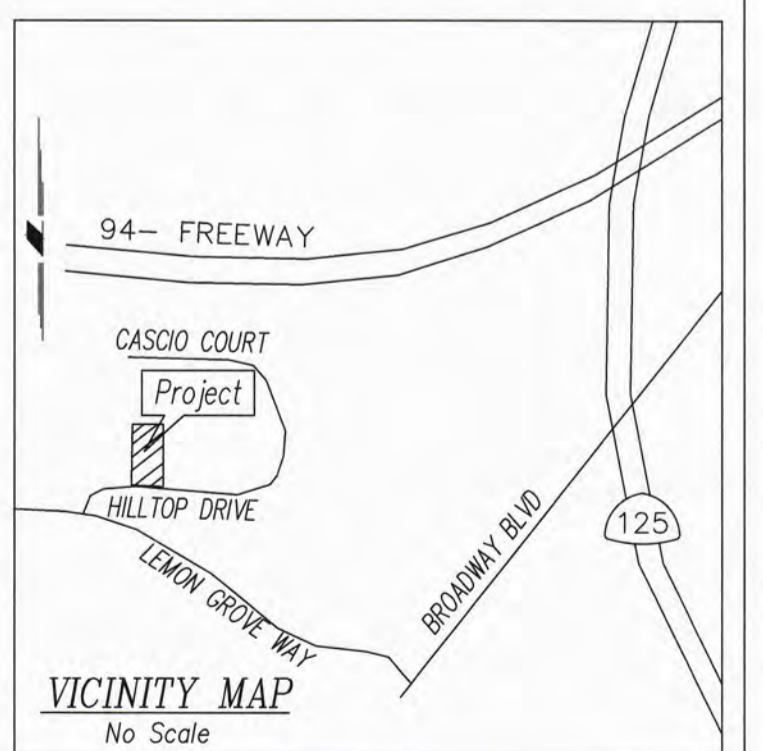 94– FREEWAY
CASCIO COURT
Project
HILLTOP DRIVE
LEMON GROVE WAY
BROADWAY BLVD
125
VICINITY MAP
No Scale